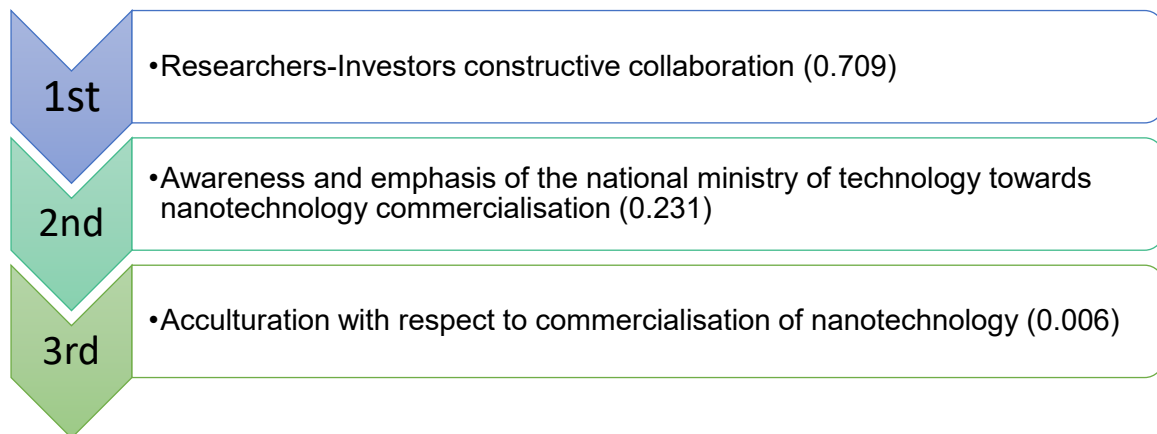 1st
•Researchers-Investors constructive collaboration (0.709)
2nd
•Awareness and emphasis of the national ministry of technology towards
nanotechnology commercialisation (0.231)
3rd
•Acculturation with respect to commercialisation of nanotechnology (0.006)